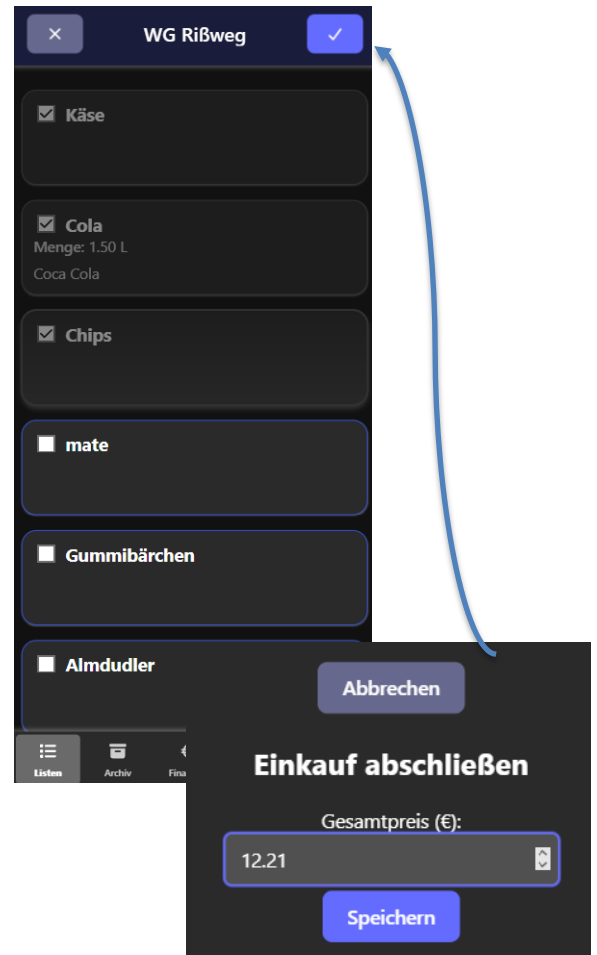 WG Rißweg
Käse
Cola
Menge: 1.50 L
Coca Cola
Chips
mate
Gummibärchen
Almdudler
Listen
Archiv
Abbrechen
Einkauf abschließen
Gesamtpreis (€):
12.21
Speichern